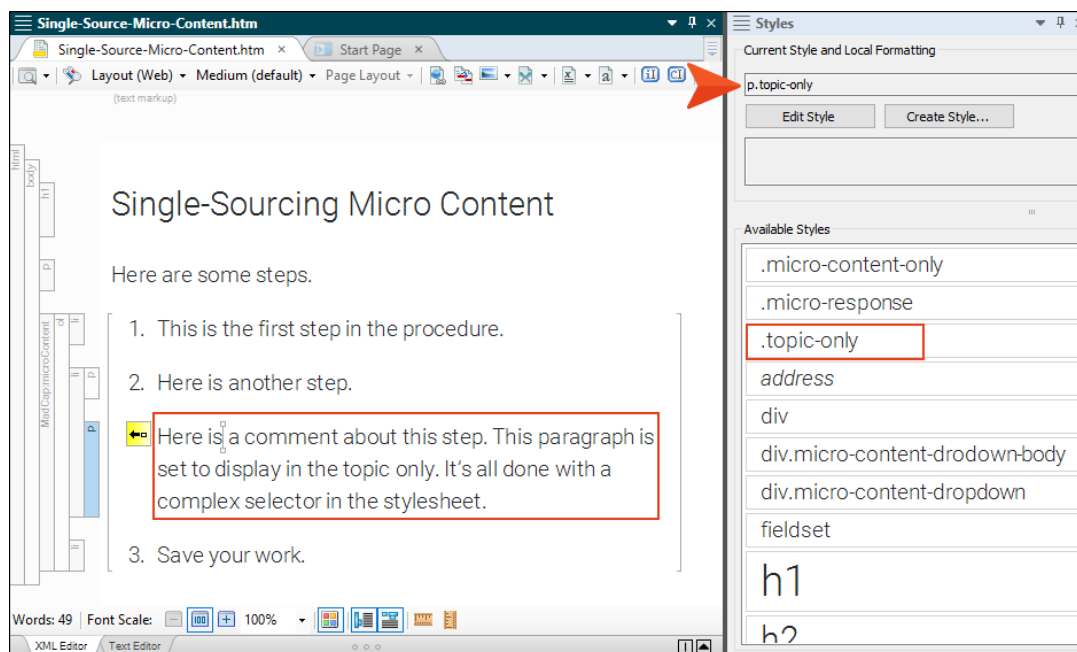 Single-Source-Micro-Content.htm
Styles
Single-Source-Micro-Content.htm
Start Page
Current Style and Local Formatting
Layout (Web)
Medium (default)
Page Layout
(text markup)
p.topic-only
Edit Style
Create Style...
html
body
h1
Single-Sourcing Micro Content
Available Styles
p
Here are some steps.
.micro-content-only
.micro-response
.topic-only
address
div
div.micro-content-drodown-body
div.micro-content-dropdown
fieldset
h1
h2
MadCap:microContent
ol
li
1. This is the first step in the procedure.
li
p
2. Here is another step.
p
Here is a comment about this step. This paragraph is
set to display in the topic only. It's all done with a
complex selector in the stylesheet.
li
3. Save your work.
Words: 49
Font Scale:
100
100%
XML Editor
Text Editor